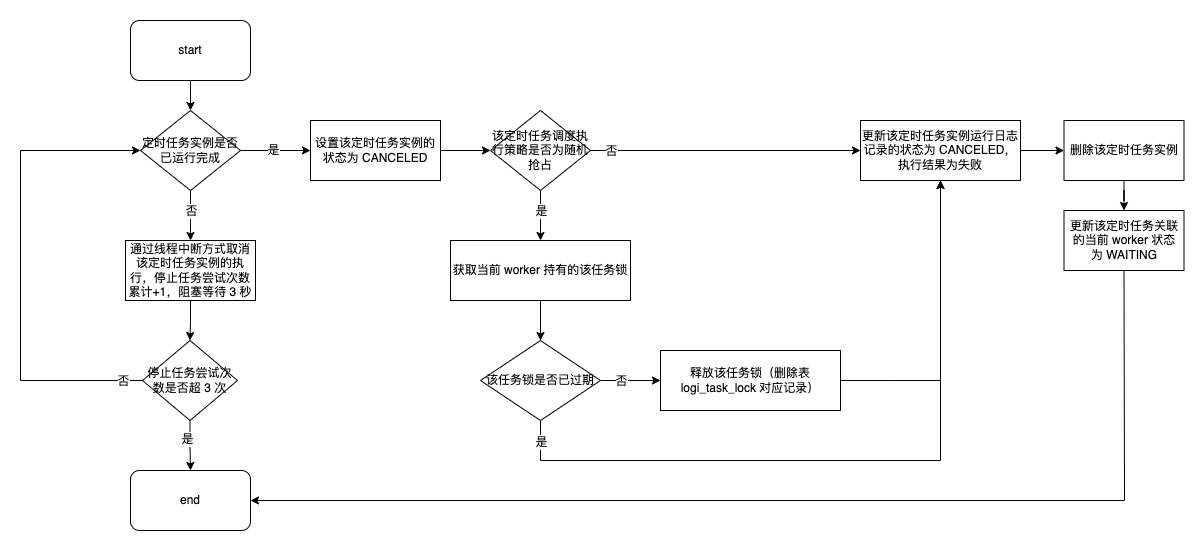 start
定时任务实例是否
已运行完成
是
设置该定时任务实例的
状态为 CANCELED
该定时任务调度执
行策略是否为随机
抢占
否
更新该定时任务实例运行日志
记录的状态为 CANCELED,
执行结果为失败
删除该定时任务实例
否
是
通过线程中断方式取消
该定时任务实例的执
行，停止任务尝试次数
累计+1，阻塞等待 3 秒
获取当前 worker 持有的该任务锁
更新该定时任务关联
的当前 worker 状态
为 WAITING
否
停止任务尝试次
数是否超 3 次
该任务锁是否已过期
否
释放该任务锁（删除表
logi_task_lock 对应记录）
是
是
end